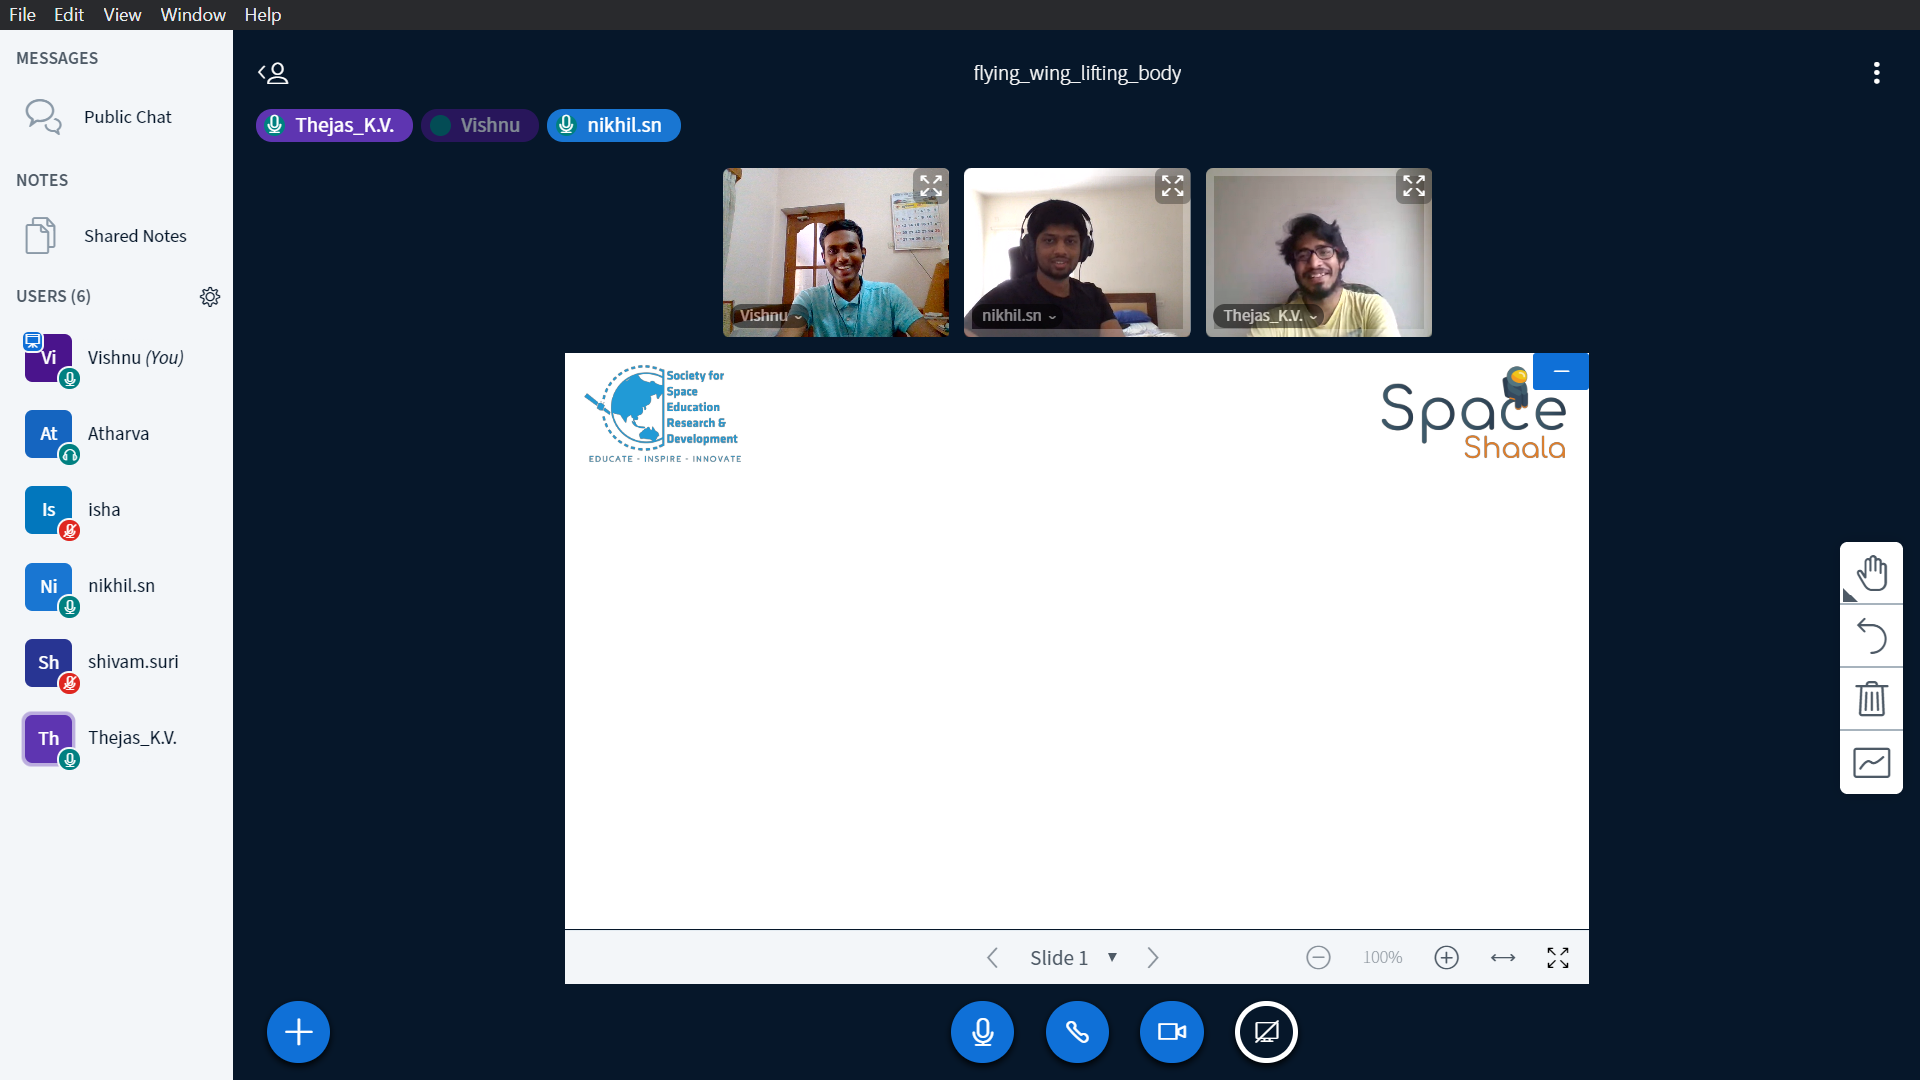 File Edit View Window Help
MESSAGES
Public Chat
NOTES
Shared Notes
USERS (6)
Vi
Vishnu (You)
At
Atharva
Is
isha
Ni
nikhil.sn
Sh
shivam.suri
Th
Thejas_K.V.
flying_wing_lifting_body
Thejas_K.V. Vishnu nikhil.sn
Vishnu
nikhil.sn
Thejas_K.V.
Society for
Space
Education
Research &
Development
EDUCATE - INSPIRE - INNOVATE
Space
Shaala
Slide 1
100%